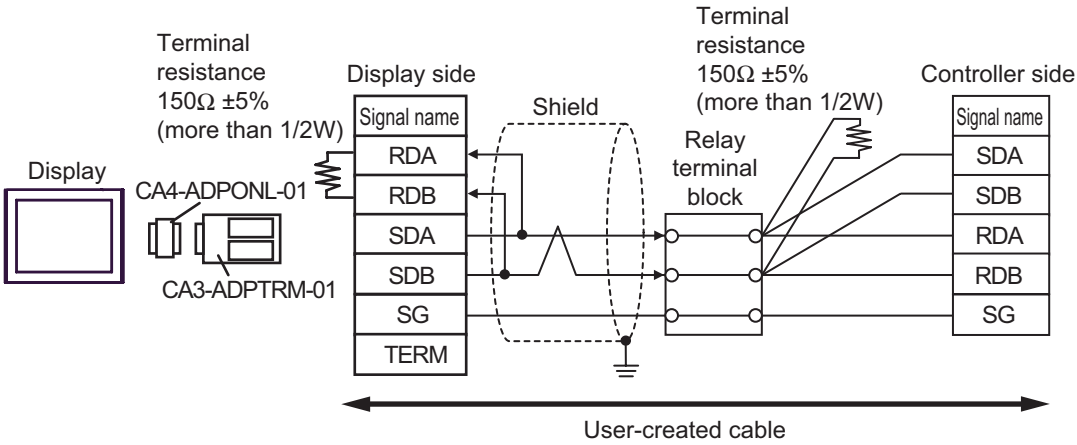 Terminal
resistance
150Ω ±5%
(more than 1/2W)
Terminal
resistance
150Ω ±5%
(more than 1/2W)
Display side
Controller side
Shield
Relay
terminal
block
Display
CA4-ADPONL-01
CA3-ADPTRM-01
Signal name
RDA
RDB
SDA
SDB
SG
TERM
Signal name
SDA
SDB
RDA
RDB
SG
User-created cable